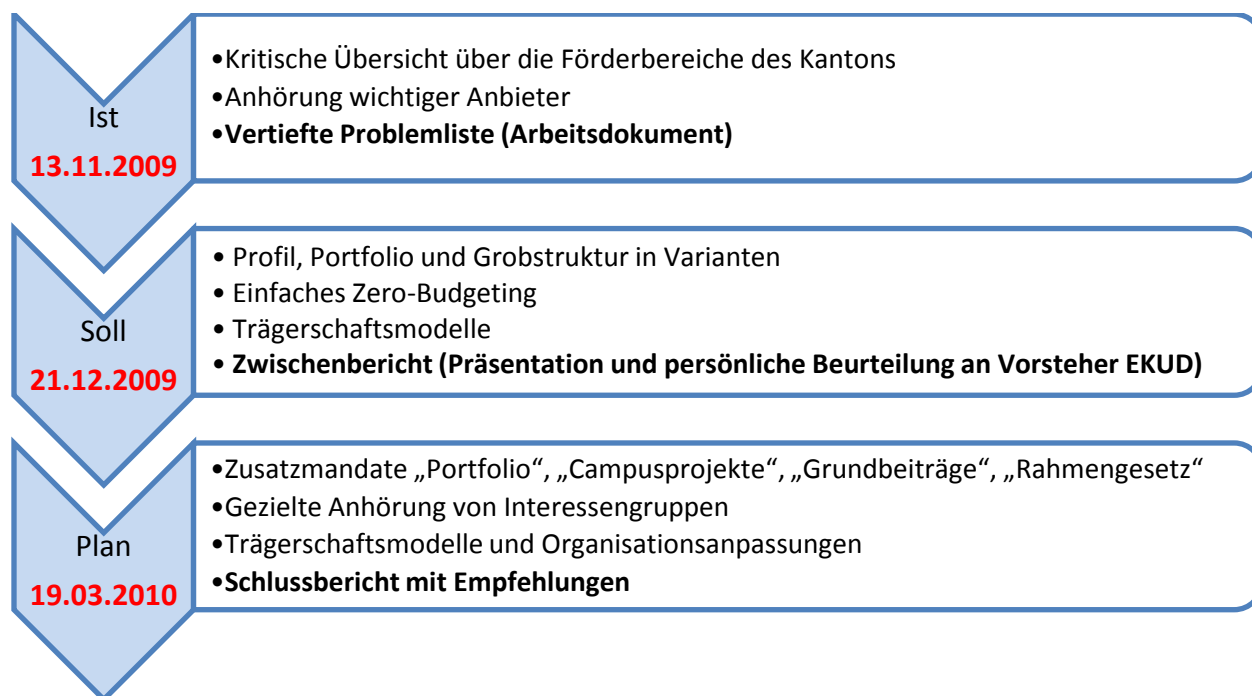 Ist
13.11.2009
•Kritische Übersicht über die Förderbereiche des Kantons
•Anhörung wichtiger Anbieter
•Vertiefte Problemliste (Arbeitsdokument)
Soll
21.12.2009
• Profil, Portfolio und Grobstruktur in Varianten
• Einfaches Zero-Budgeting
• Trägerschaftsmodelle
• Zwischenbericht (Präsentation und persönliche Beurteilung an Vorsteher EKUD)
Plan
19.03.2010
•Zusatzmandate „Portfolio“, „Campusprojekte“, „Grundbeiträge“, „Rahmengesetz“
•Gezielte Anhörung von Interessengruppen
•Trägerschaftsmodelle und Organisationsanpassungen
•Schlussbericht mit Empfehlungen